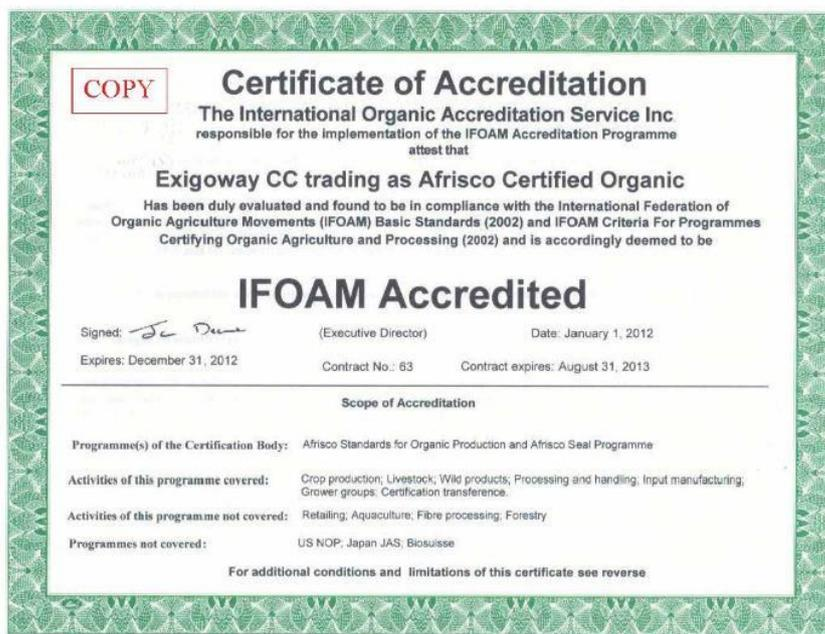 COPY
Certificate of Accreditation
The International Organic Accreditation Service Inc
responsible for the implementation of the IFOAM Accreditation Programme
attest that
Exigoway CC trading as Afrisco Certified Organic
Has been duly evaluated and found to be in compliance with the International Federation of
Organic Agriculture Movements (IFOAM) Basic Standards (2002) and IFOAM Criteria For Programmes
Certifying Organic Agriculture and Processing (2002) and is accordingly deemed to be
IFOAM Accredited
Signed: (Executive Director) Date: January 1, 2012
Expires: December 31, 2012 Contract No.: 63 Contract expires: August 31, 2013
Scope of Accreditation
Programme(s) of the Certification Body: Afrisco Standards for Organic Production and Afrisco Seal Programme
Activities of this programme covered: Crop production; Livestock; Wild products; Processing and handling; Input manufacturing;
Grower groups; Certification transference.
Activities of this programme not covered: Retailing; Aquaculture; Fibre processing; Forestry
Programmes not covered: US NOP; Japan JAS; Biosuisse
For additional conditions and limitations of this certificate see reverse